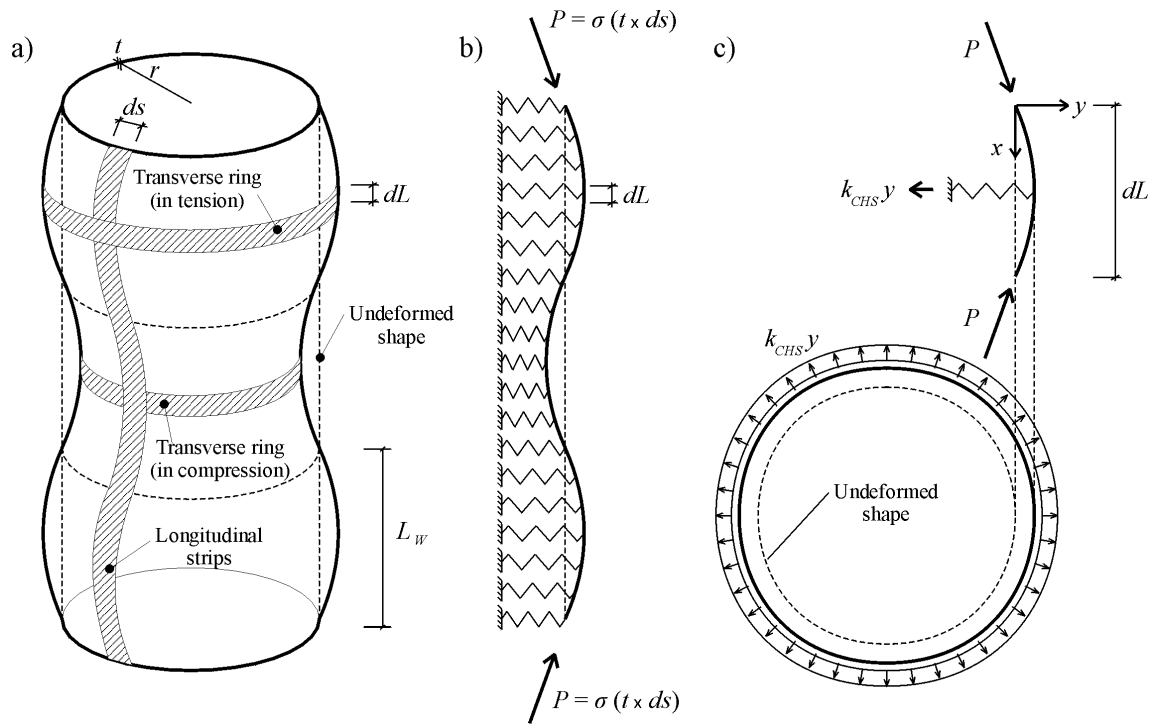 a)
t
r
ds
Transverse ring
(in tension)
dL
Undeformed
shape
Transverse ring
(in compression)
Longitudinal
strips
L_W
b)
P = σ (t x ds)
dL
P = σ (t x ds)
c)
P
y
x
k_CHS y
dL
P
k_CHS y
Undeformed
shape